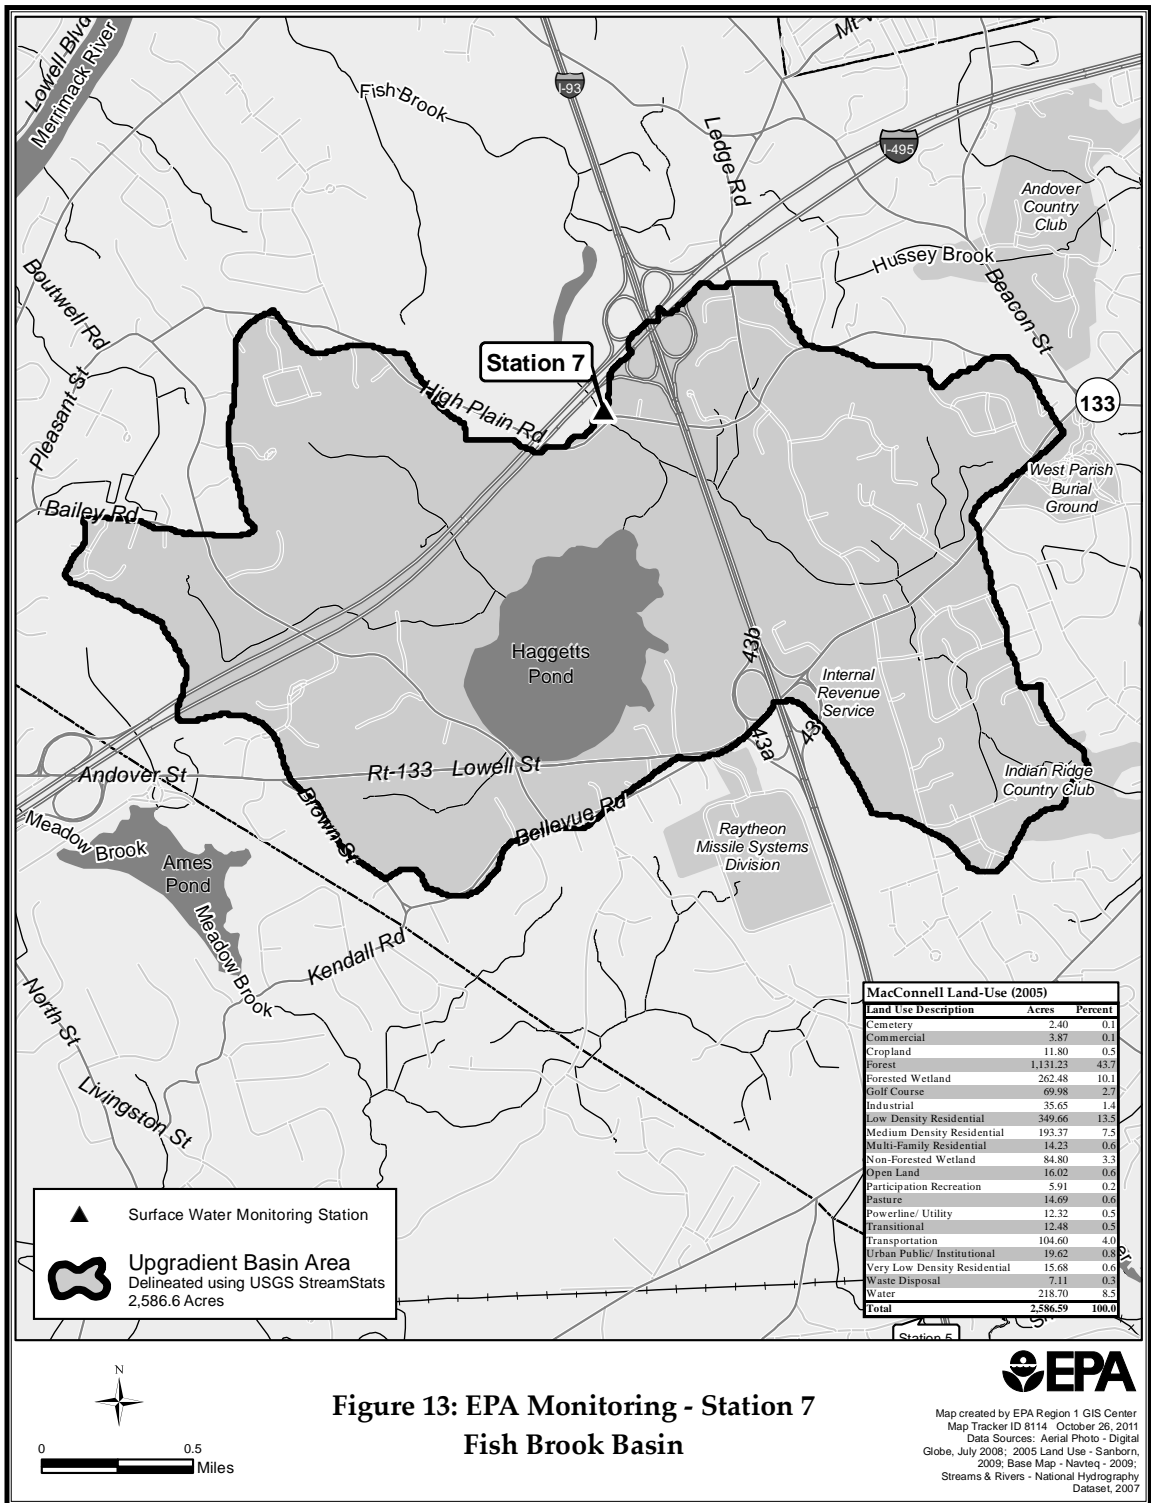 Lowell Blvd
Merrimack River
Fish Brook
I-93
Mt-V
Ledge Rd
I-495
Andover
Country
Club
Hussey Brook
Beacon St
Boutwell Rd
Pleasant St
Station 7
High Plain Rd
133
West Parish
Burial
Ground
Bailey Rd
Haggetts
Pond
43b
Internal
Revenue
Service
43a
43
Rt-133 Lowell St
Andover St
Brown St
Bellevue Rd
Indian Ridge
Country Club
Meadow Brook
Ames
Pond
Raytheon
Missile Systems
Division
Meadow Brook
Kendall Rd
North St
Livingston St
MacConnell Land-Use (2005)
Land Use Description Acres Percent
Cemetery 2.40 0.1
Commercial 3.87 0.1
Cropland 11.80 0.5
Forest 1,131.23 43.7
Forested Wetland 262.48 10.1
Golf Course 69.98 2.7
Industrial 35.65 1.4
Low Density Residential 349.66 13.5
Medium Density Residential 193.37 7.5
Multi-Family Residential 14.23 0.6
Non-Forested Wetland 84.80 3.3
Open Land 16.02 0.6
Participation Recreation 5.91 0.2
Pasture 14.69 0.6
Powerline/ Utility 12.32 0.5
Transitional 12.48 0.5
Transportation 104.60 4.0
Urban Public/ Institutional 19.62 0.8
Very Low Density Residential 15.68 0.6
Waste Disposal 7.11 0.3
Water 218.70 8.5
Total 2,586.59 100.0
Station 5
Surface Water Monitoring Station
Upgradient Basin Area
Delineated using USGS StreamStats
2,586.6 Acres
N
0 0.5
Miles
Figure 13: EPA Monitoring - Station 7
Fish Brook Basin
EPA
Map created by EPA Region 1 GIS Center
Map Tracker ID 8114 October 26, 2011
Data Sources: Aerial Photo - Digital
Globe, July 2008; 2005 Land Use - Sanborn,
2009; Base Map - Navteq - 2009;
Streams & Rivers - National Hydrography
Dataset, 2007